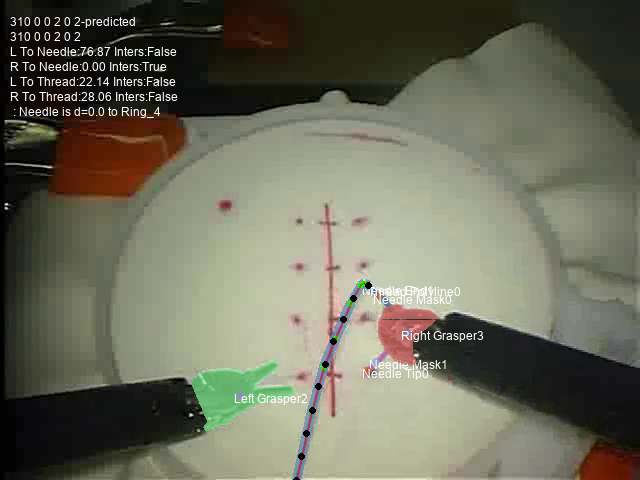 310 0 0 2 0 2-predicted
310 0 0 2 0 2
L To Needle:76.87 Inters:False
R To Needle:0.00 Inters:True
L To Thread:22.14 Inters:False
R To Thread:28.06 Inters:False
: Needle is d=0.0 to Ring_4
Needle Mask0
Right Grasper3
Needle Mask1
Needle Tip0
Left Grasper2